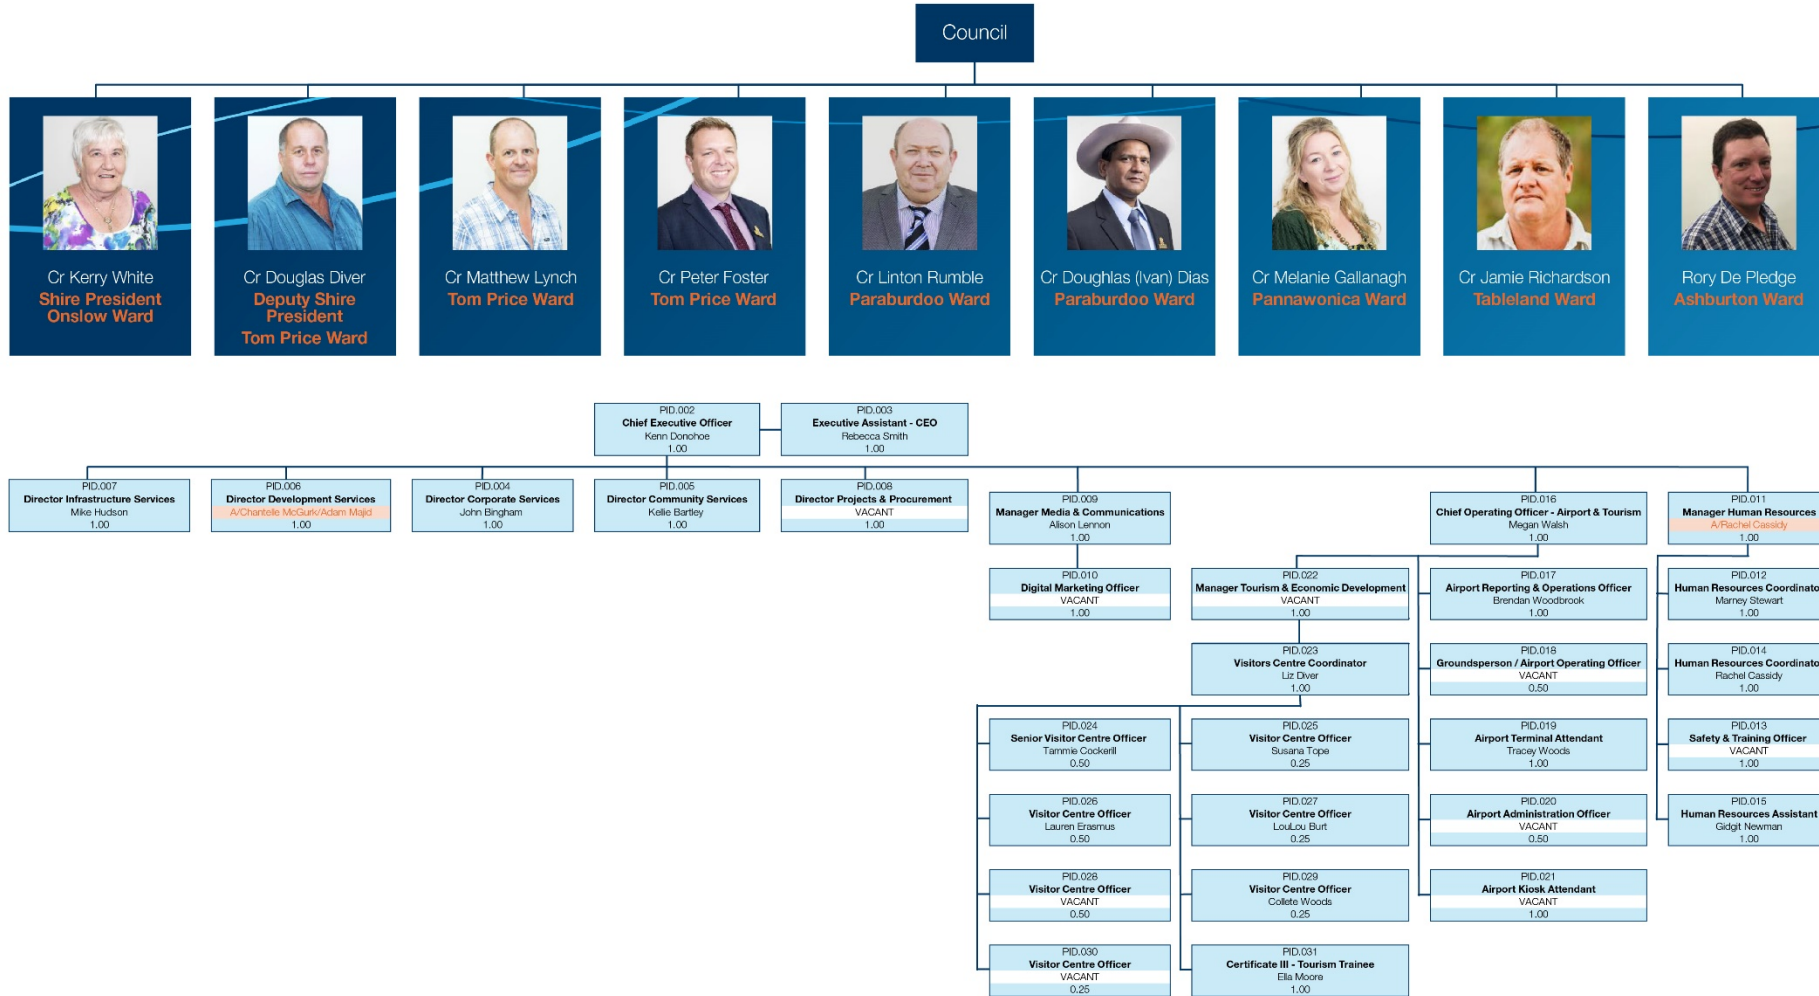 Council
Cr Kerry White
Shire President
Onslow Ward
Cr Douglas Diver
Deputy Shire
President
Tom Price Ward
Cr Matthew Lynch
Tom Price Ward
Cr Peter Foster
Tom Price Ward
Cr Linton Rumble
Paraburdoo Ward
Cr Doughlas (Ivan) Dias
Paraburdoo Ward
Cr Melanie Gallanagh
Pannawonica Ward
Cr Jamie Richardson
Tableland Ward
Rory De Pledge
Ashburton Ward
PID.002
Chief Executive Officer
Kenn Donohoe
1.00
PID.003
Executive Assistant - CEO
Rebecca Smith
1.00
PID.007
Director Infrastructure Services
Mike Hudson
1.00
PID.006
Director Development Services
A/Chantelle McGurk/Adam Majid
1.00
PID.004
Director Corporate Services
John Bingham
1.00
PID.005
Director Community Services
Kellie Bartley
1.00
PID.008
Director Projects & Procurement
VACANT
1.00
PID.009
Manager Media & Communications
Alison Lennon
1.00
PID.016
Chief Operating Officer - Airport & Tourism
Megan Walsh
1.00
PID.011
Manager Human Resources
A/Rachel Cassidy
1.00
PID.010
Digital Marketing Officer
VACANT
1.00
PID.022
Manager Tourism & Economic Development
VACANT
1.00
PID.017
Airport Reporting & Operations Officer
Brendan Woodbrook
1.00
PID.012
Human Resources Coordinato
Marney Stewart
1.00
PID.023
Visitors Centre Coordinator
Liz Diver
1.00
PID.018
Groundsperson / Airport Operating Officer
VACANT
0.50
PID.014
Human Resources Coordinato
Rachel Cassidy
1.00
PID.024
Senior Visitor Centre Officer
Tammie Cockerill
0.50
PID.025
Visitor Centre Officer
Susana Tope
0.25
PID.019
Airport Terminal Attendant
Tracey Woods
1.00
PID.013
Safety & Training Officer
VACANT
1.00
PID.026
Visitor Centre Officer
Lauren Erasmus
0.50
PID.027
Visitor Centre Officer
LouLou Burt
0.25
PID.020
Airport Administration Officer
VACANT
0.50
PID.015
Human Resources Assistant
Gidgit Newman
1.00
PID.028
Visitor Centre Officer
VACANT
0.50
PID.029
Visitor Centre Officer
Collete Woods
0.25
PID.021
Airport Kiosk Attendant
VACANT
1.00
PID.030
Visitor Centre Officer
VACANT
0.25
PID.031
Certificate III - Tourism Trainee
Ella Moore
1.00